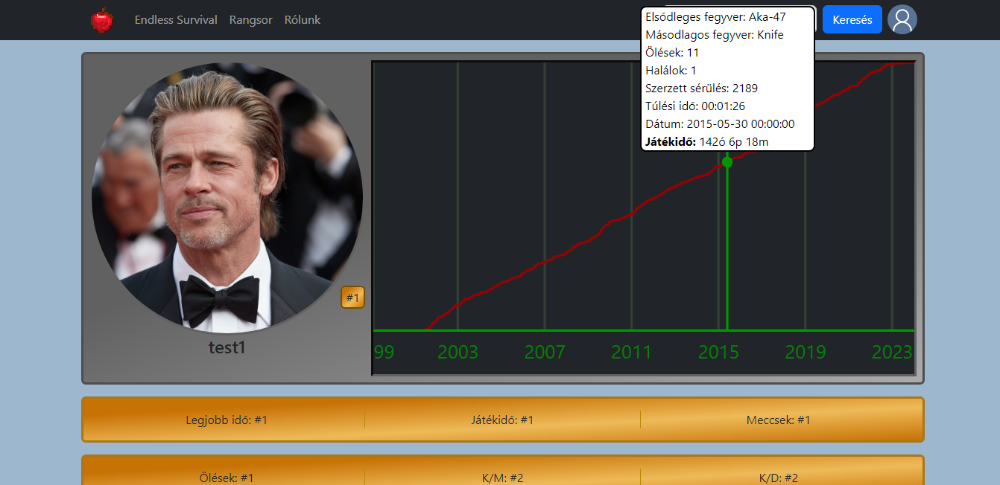 Endless Survival
Rangsor
Rólunk
Keresés
Elsődleges fegyver: Aka-47
Másodlagos fegyver: Knife
Ölések: 11
Halálok: 1
Szerzett sérülés: 2189
Túlési idő: 00:01:26
Dátum: 2015-05-30 00:00:00
Játékidő: 142ó 6p 18m
#1
test1
99 2003 2007 2011 2015 2019 2023
Legjobb idő: #1
Játékidő: #1
Meccsek: #1
Ölések: #1
K/M: #2
K/D: #2